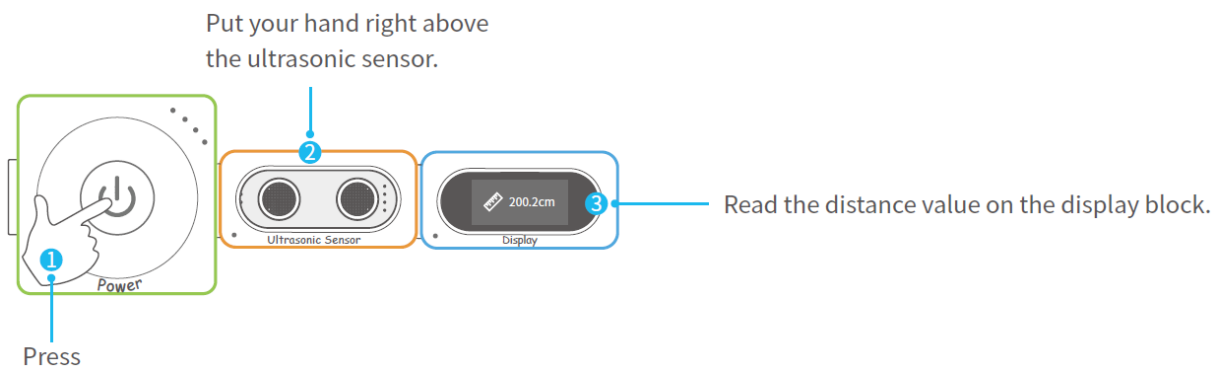 Put your hand right above
the ultrasonic sensor.
2
200.2cm
3
Read the distance value on the display block.
Ultrasonic Sensor
Display
1
Power
Press